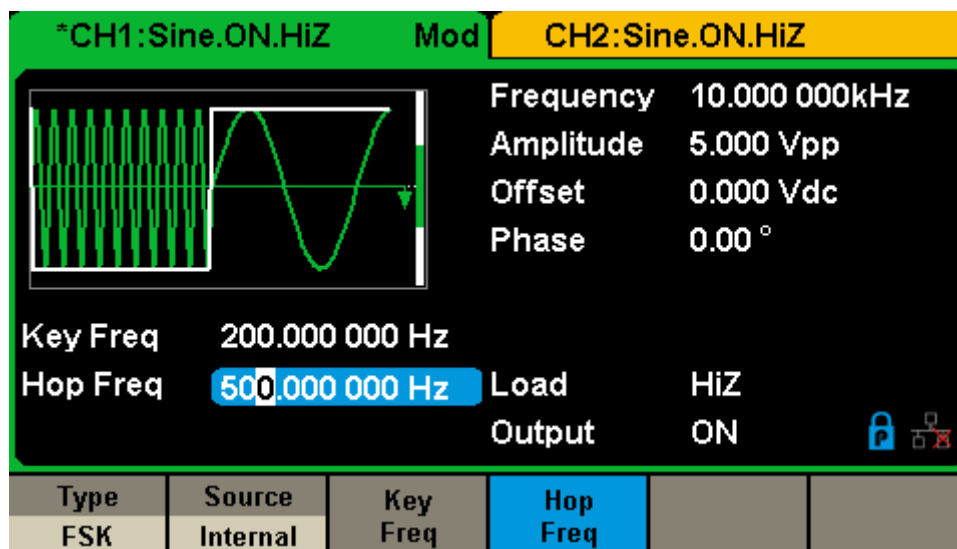 *CH1:Sine.ON.HiZ Mod CH2:Sine.ON.HiZ
Frequency 10.000 000kHz
Amplitude 5.000 Vpp
Offset 0.000 Vdc
Phase 0.00 °
Key Freq 200.000 000 Hz
Hop Freq 500.000 000 Hz Load HiZ
Output ON P
Type Source Key Hop
FSK Internal Freq Freq